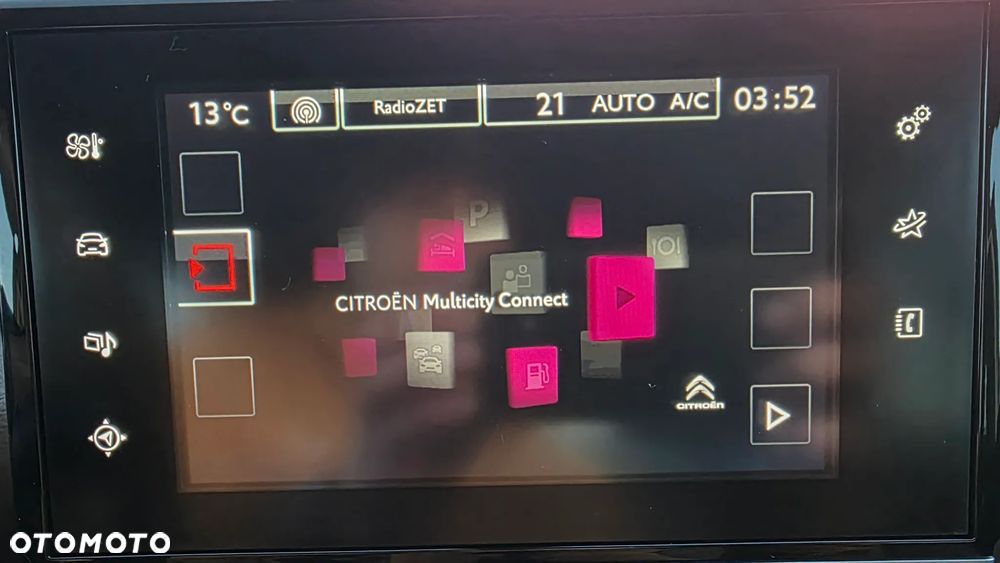 13°C
RadioZET
21 AUTO A/C
03:52
P
CITROËN Multicity Connect
CITROËN
OTOMOTO